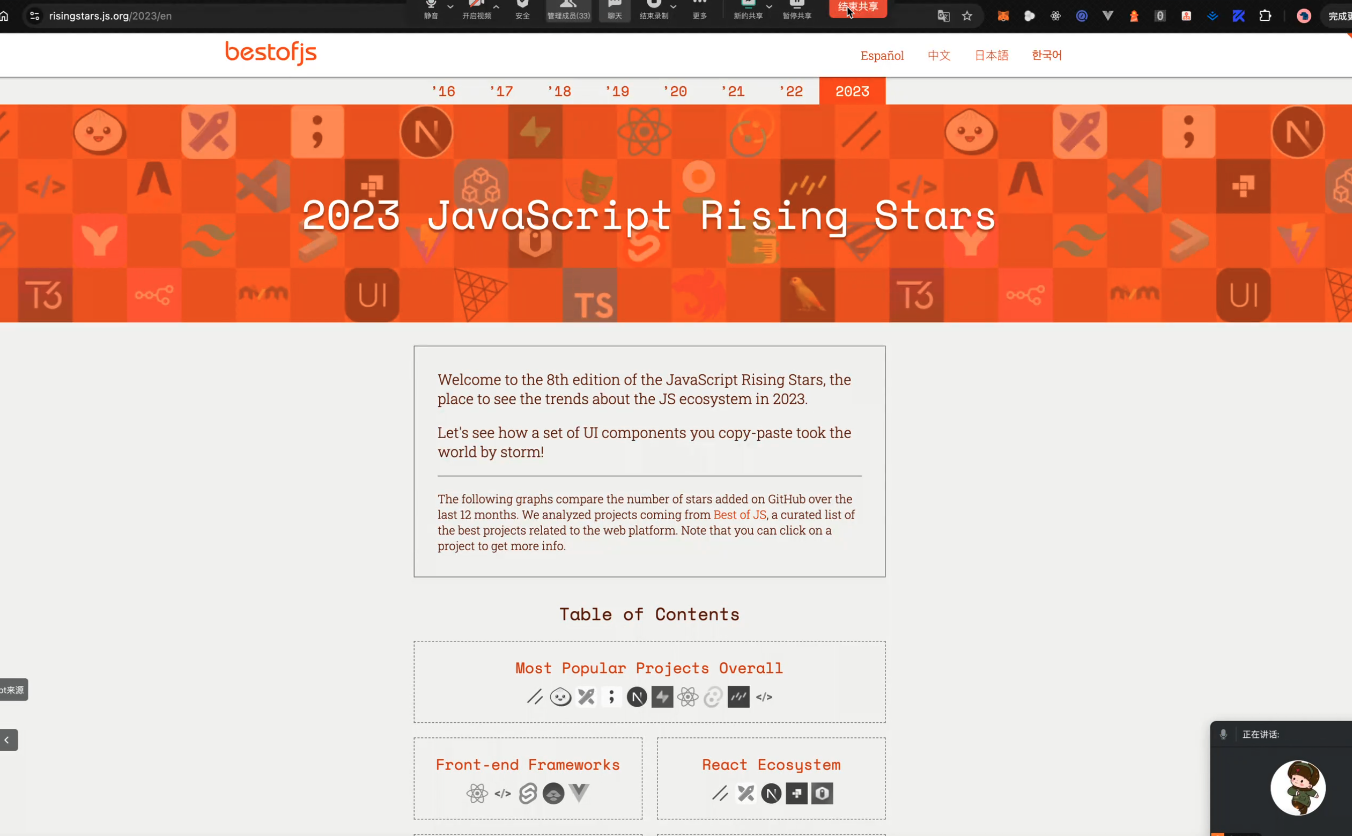 risingstars.js.org/2023/en
静音
开启视频
安全
管理成员(33)
聊天
结束录制
更多
新的共享
暂停共享
结束共享
bestofjs
Español
中文
日本語
한국어
'16
'17
'18
'19
'20
'21
'22
2023
2023 JavaScript Rising Stars
T3
nvm
UI
TS
T3
nvm
UI
Welcome to the 8th edition of the JavaScript Rising Stars, the
place to see the trends about the JS ecosystem in 2023.
Let's see how a set of UI components you copy-paste took the
world by storm!
The following graphs compare the number of stars added on GitHub over the
last 12 months. We analyzed projects coming from Best of JS, a curated list of
the best projects related to the web platform. Note that you can click on a
project to get more info.
Table of Contents
Most Popular Projects Overall
Front-end Frameworks
React Ecosystem
正在讲话: